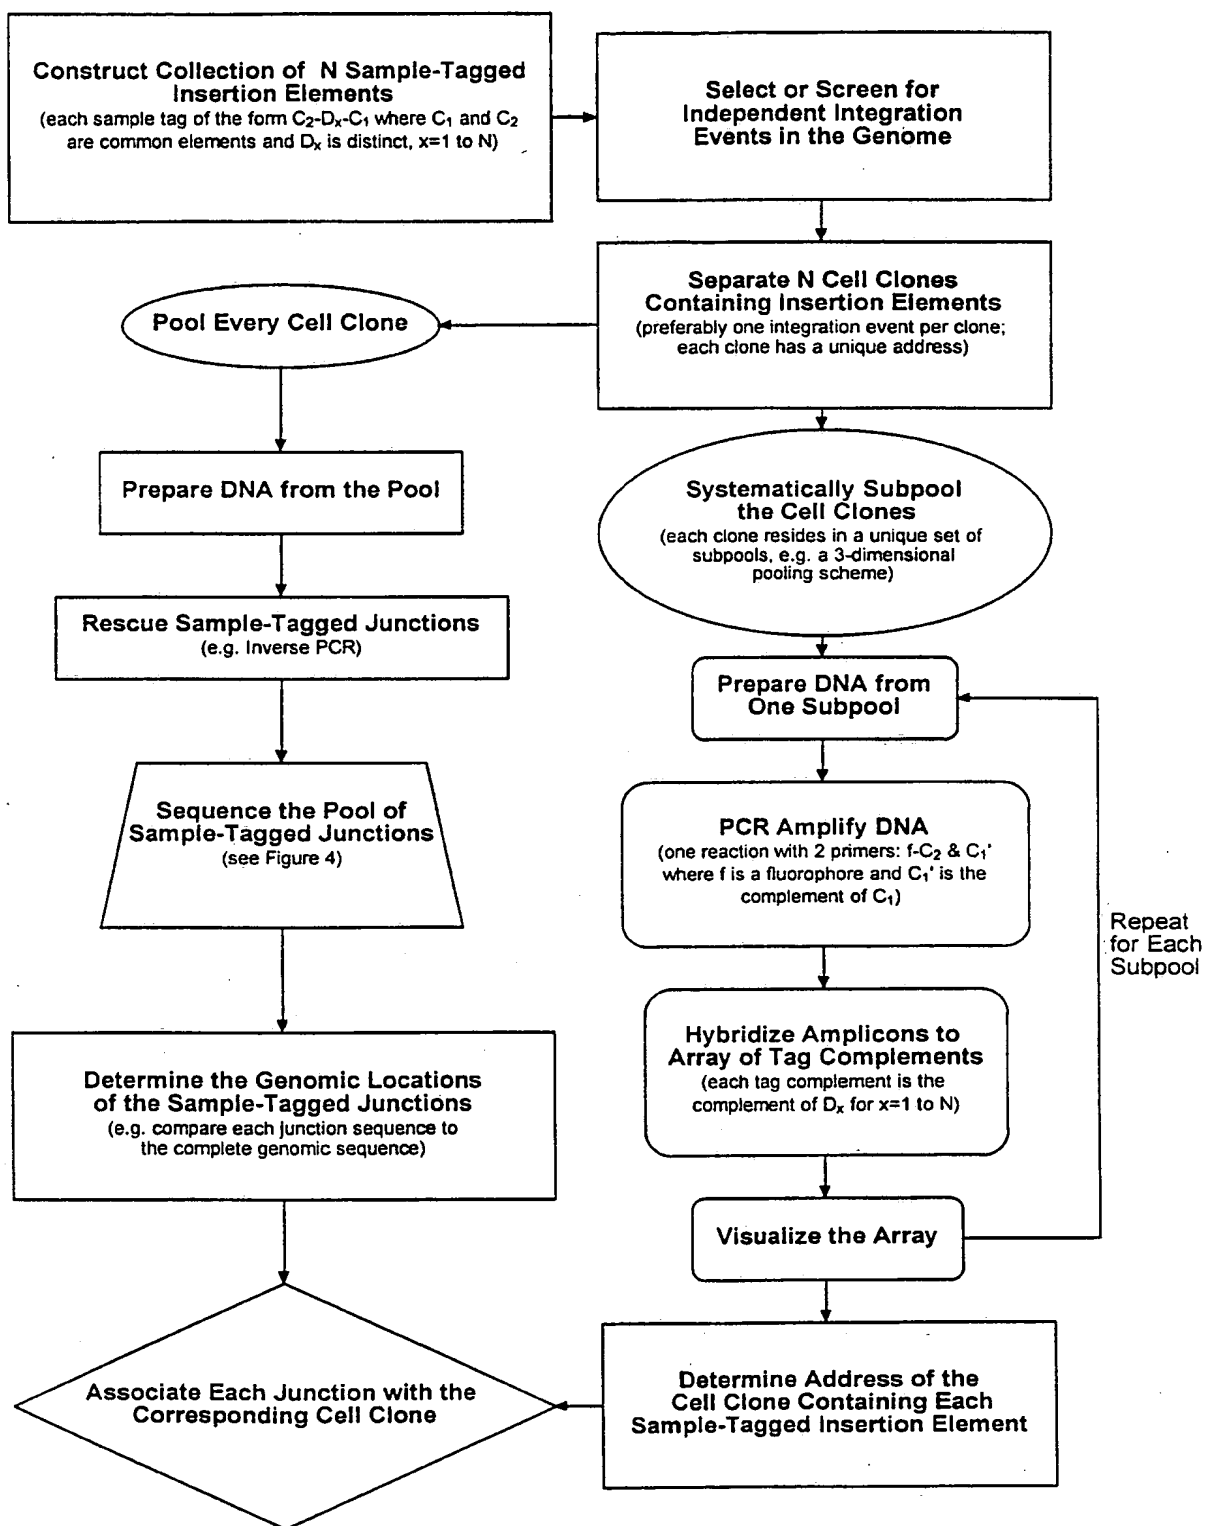 Construct Collection of N Sample-Tagged
Insertion Elements
(each sample tag of the form C₂-Dₓ-C₁ where C₁ and C₂
are common elements and Dₓ is distinct, x=1 to N)
Select or Screen for
Independent Integration
Events in the Genome
Separate N Cell Clones
Containing Insertion Elements
(preferably one integration event per clone;
each clone has a unique address)
Pool Every Cell Clone
Prepare DNA from the Pool
Rescue Sample-Tagged Junctions
(e.g. Inverse PCR)
Sequence the Pool of
Sample-Tagged Junctions
(see Figure 4)
Determine the Genomic Locations
of the Sample-Tagged Junctions
(e.g. compare each junction sequence to
the complete genomic sequence)
Systematically Subpool
the Cell Clones
(each clone resides in a unique set of
subpools, e.g. a 3-dimensional
pooling scheme)
Prepare DNA from
One Subpool
PCR Amplify DNA
(one reaction with 2 primers: f-C₂ & C₁'
where f is a fluorophore and C₁' is the
complement of C₁)
Repeat
for Each
Subpool
Hybridize Amplicons to
Array of Tag Complements
(each tag complement is the
complement of Dₓ for x=1 to N)
Visualize the Array
Determine Address of the
Cell Clone Containing Each
Sample-Tagged Insertion Element
Associate Each Junction with the
Corresponding Cell Clone